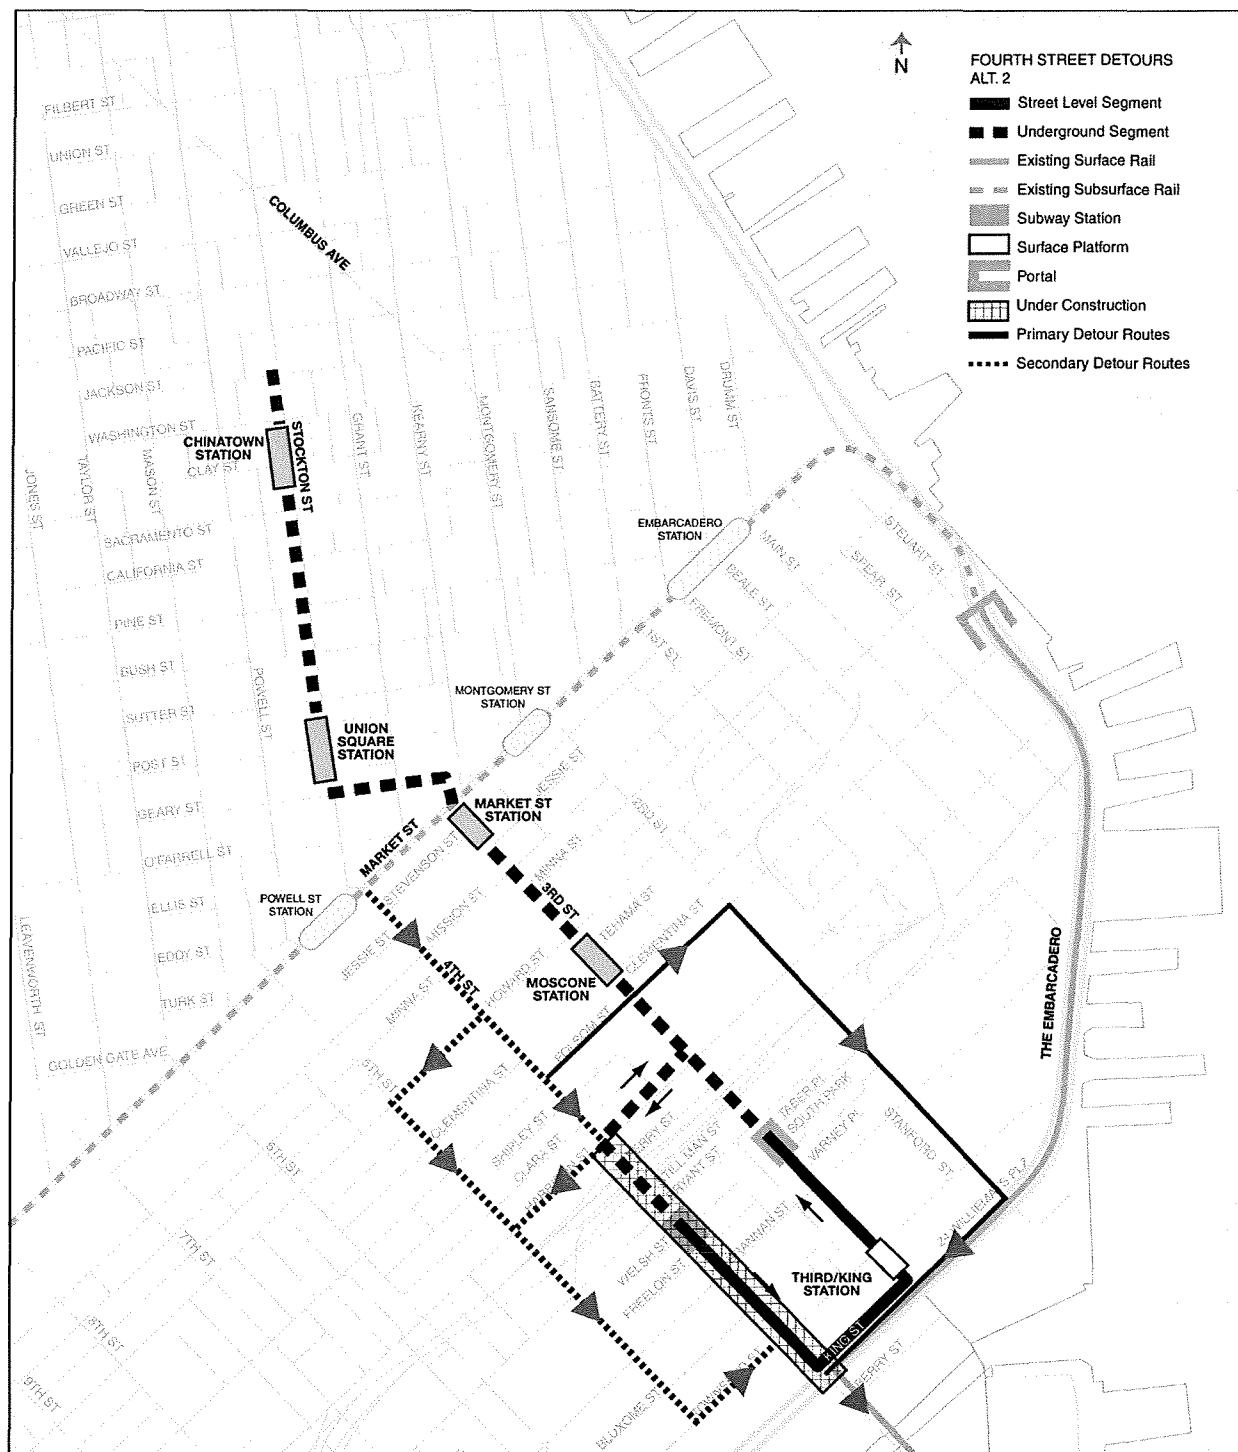 N
FOURTH STREET DETOURS
ALT. 2
Street Level Segment
Underground Segment
Existing Surface Rail
Existing Subsurface Rail
Subway Station
Surface Platform
Portal
Under Construction
Primary Detour Routes
Secondary Detour Routes
FILBERT ST
UNION ST
GREEN ST
VALLEJO ST
BROADWAY ST
PACIFIC ST
JACKSON ST
WASHINGTON ST
CLAY ST
SACRAMENTO ST
CALIFORNIA ST
PINE ST
BUSH ST
SUTTER ST
POST ST
GEARY ST
O'FARRELL ST
ELLIS ST
EDDY ST
TURK ST
GOLDEN GATE AVE
COLUMBUS AVE
JONES ST
TAYLOR ST
MASON ST
POWELL ST
LEAVENWORTH ST
STOCKTON ST
GRANT ST
KEARNY ST
MONTGOMERY ST
SANSOME ST
BATTERY ST
FRONTS ST
DAVIS ST
DRUMM ST
CHINATOWN
STATION
UNION
SQUARE
STATION
MARKET ST
STATION
MOSCONE
STATION
THIRD/KING
STATION
EMBARCADERO
STATION
MONTGOMERY ST
STATION
POWELL ST
STATION
MARKET ST
3RD ST
4TH ST
KING ST
THE EMBARCADERO
STEUART ST
SPEAR ST
MAIN ST
BEALE ST
FREMONT ST
1ST ST
2RD ST
JESSIE ST
STEVENSON ST
MINNA ST
MISSION ST
JESSIE ST
MINNA ST
HOWARD ST
TEHAMA ST
CLEMENTINA ST
FOLSOM ST
CLEMENTINA ST
SHIPLEY ST
CLARA ST
STILLMAN ST
BRYANT ST
TABER PL
SOUTH PARK
VARNEY PL
STANFORD ST
WELSH ST
FREELON ST
BRANNAN ST
BLUXOME ST
TOWNSEND ST
BERRY ST
5TH ST
6TH ST
7TH ST
8TH ST
9TH ST